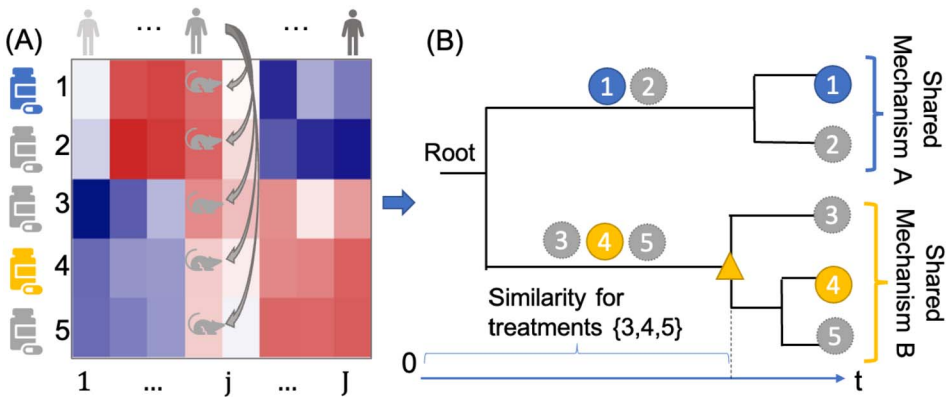 (A)
... ...
1
2
3
4
5
1 ... j ... J
(B)
Root
1 2
3 4 5
1
2
3
4
5
Shared
Mechanism A
Shared
Mechanism B
Similarity for
treatments {3,4,5}
0
t